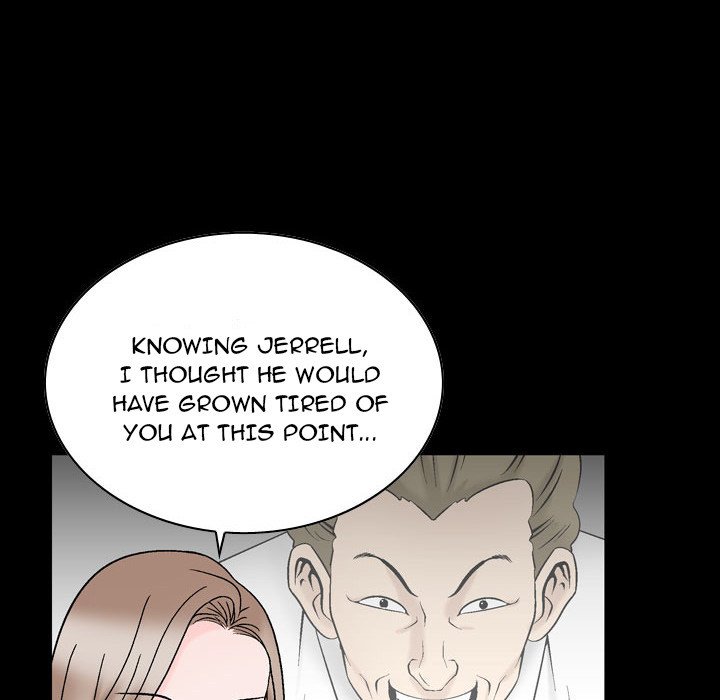 KNOWING JERRELL,
I THOUGHT HE WOULD
HAVE GROWN TIRED OF
YOU AT THIS POINT...